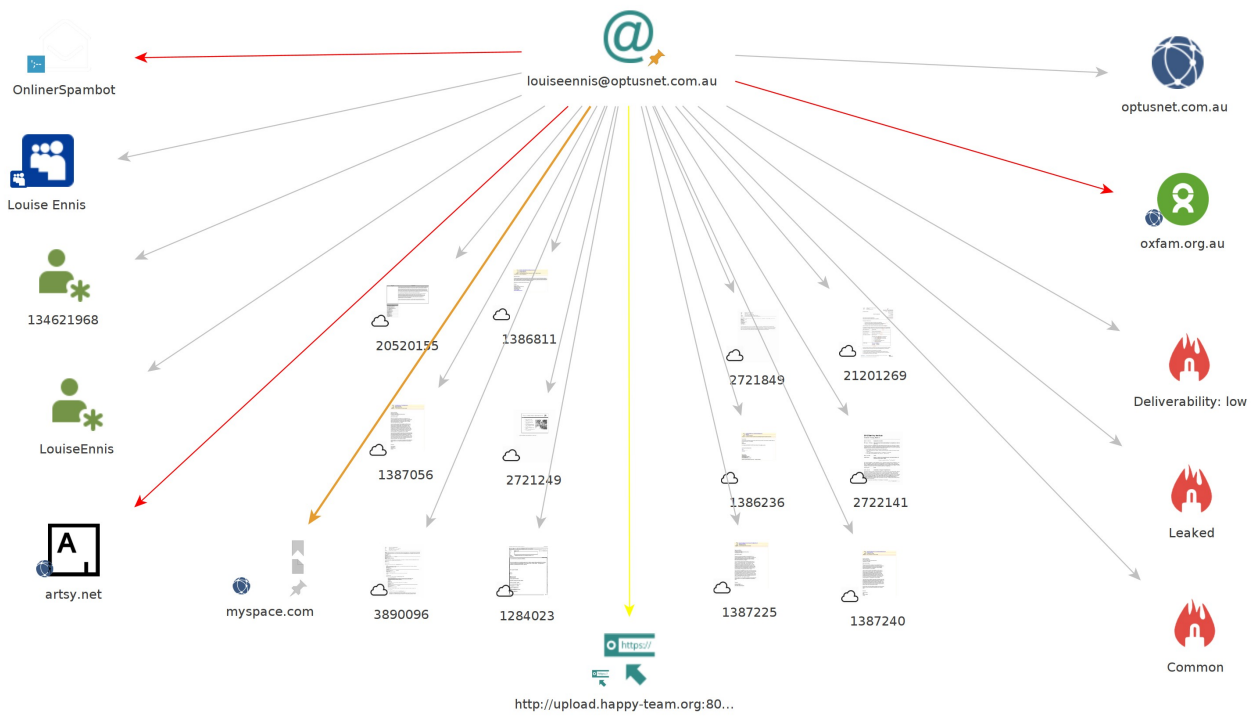 louiseennis@optusnet.com.au
OnlinerSpambot
optusnet.com.au
Louise Ennis
oxfam.org.au
134621968
20520155
1386811
2721849
21201269
Deliverability: low
LouiseEnnis
1387056
2721249
1386236
2722141
Leaked
A
artsy.net
myspace.com
3890096
1284023
1387225
1387240
https://
Common
http://upload.happy-team.org:80...